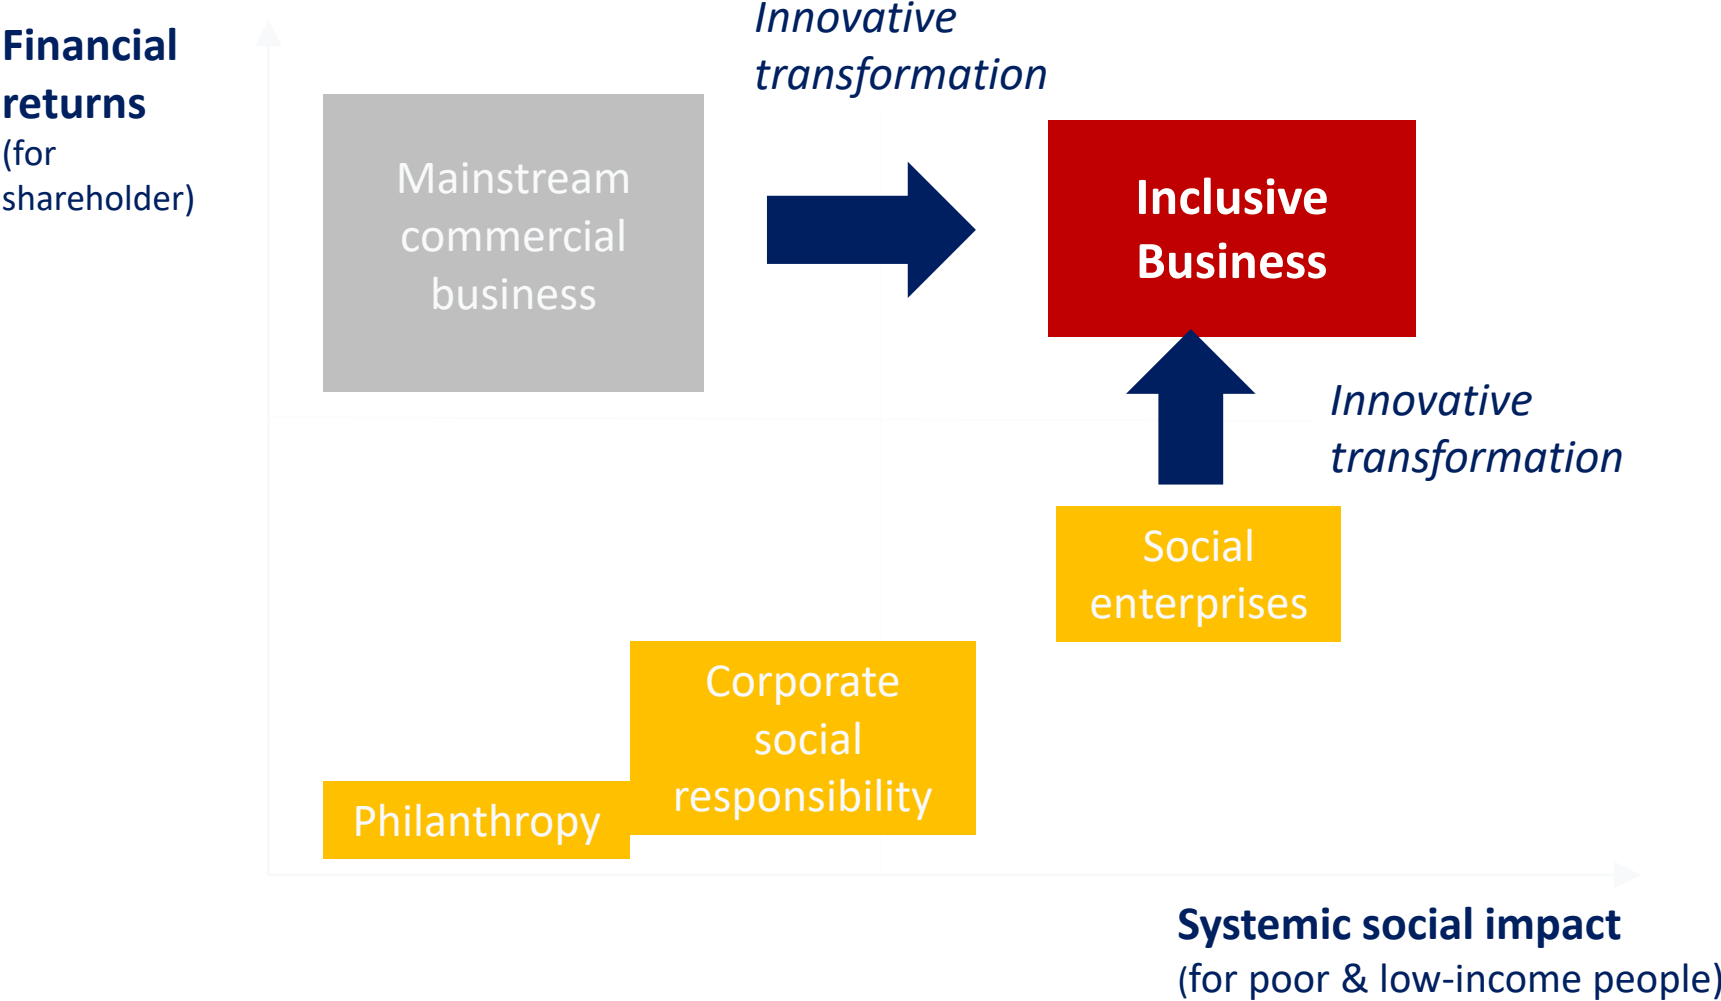 Financial
returns
(for
shareholder)
Innovative
transformation
Mainstream
commercial
business
Inclusive
Business
Innovative
transformation
Social
enterprises
Corporate
social
responsibility
Philanthropy
Systemic social impact
(for poor & low-income people)